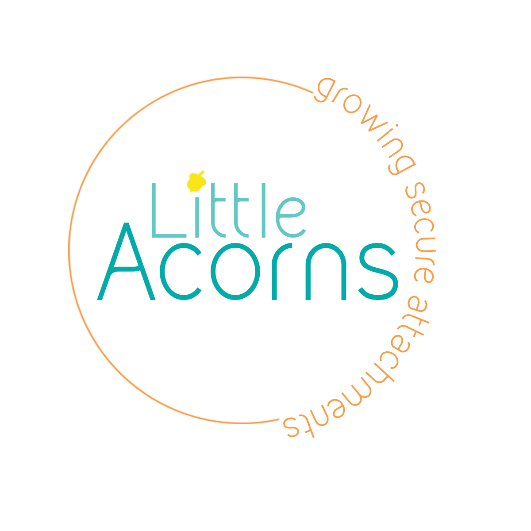 Little
Acorns
growing secure attachments